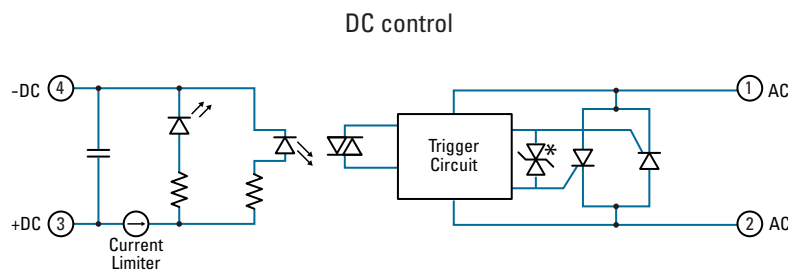 DC control
-DC 4
1 AC
Trigger
Circuit
*
+DC 3
2 AC
Current
Limiter